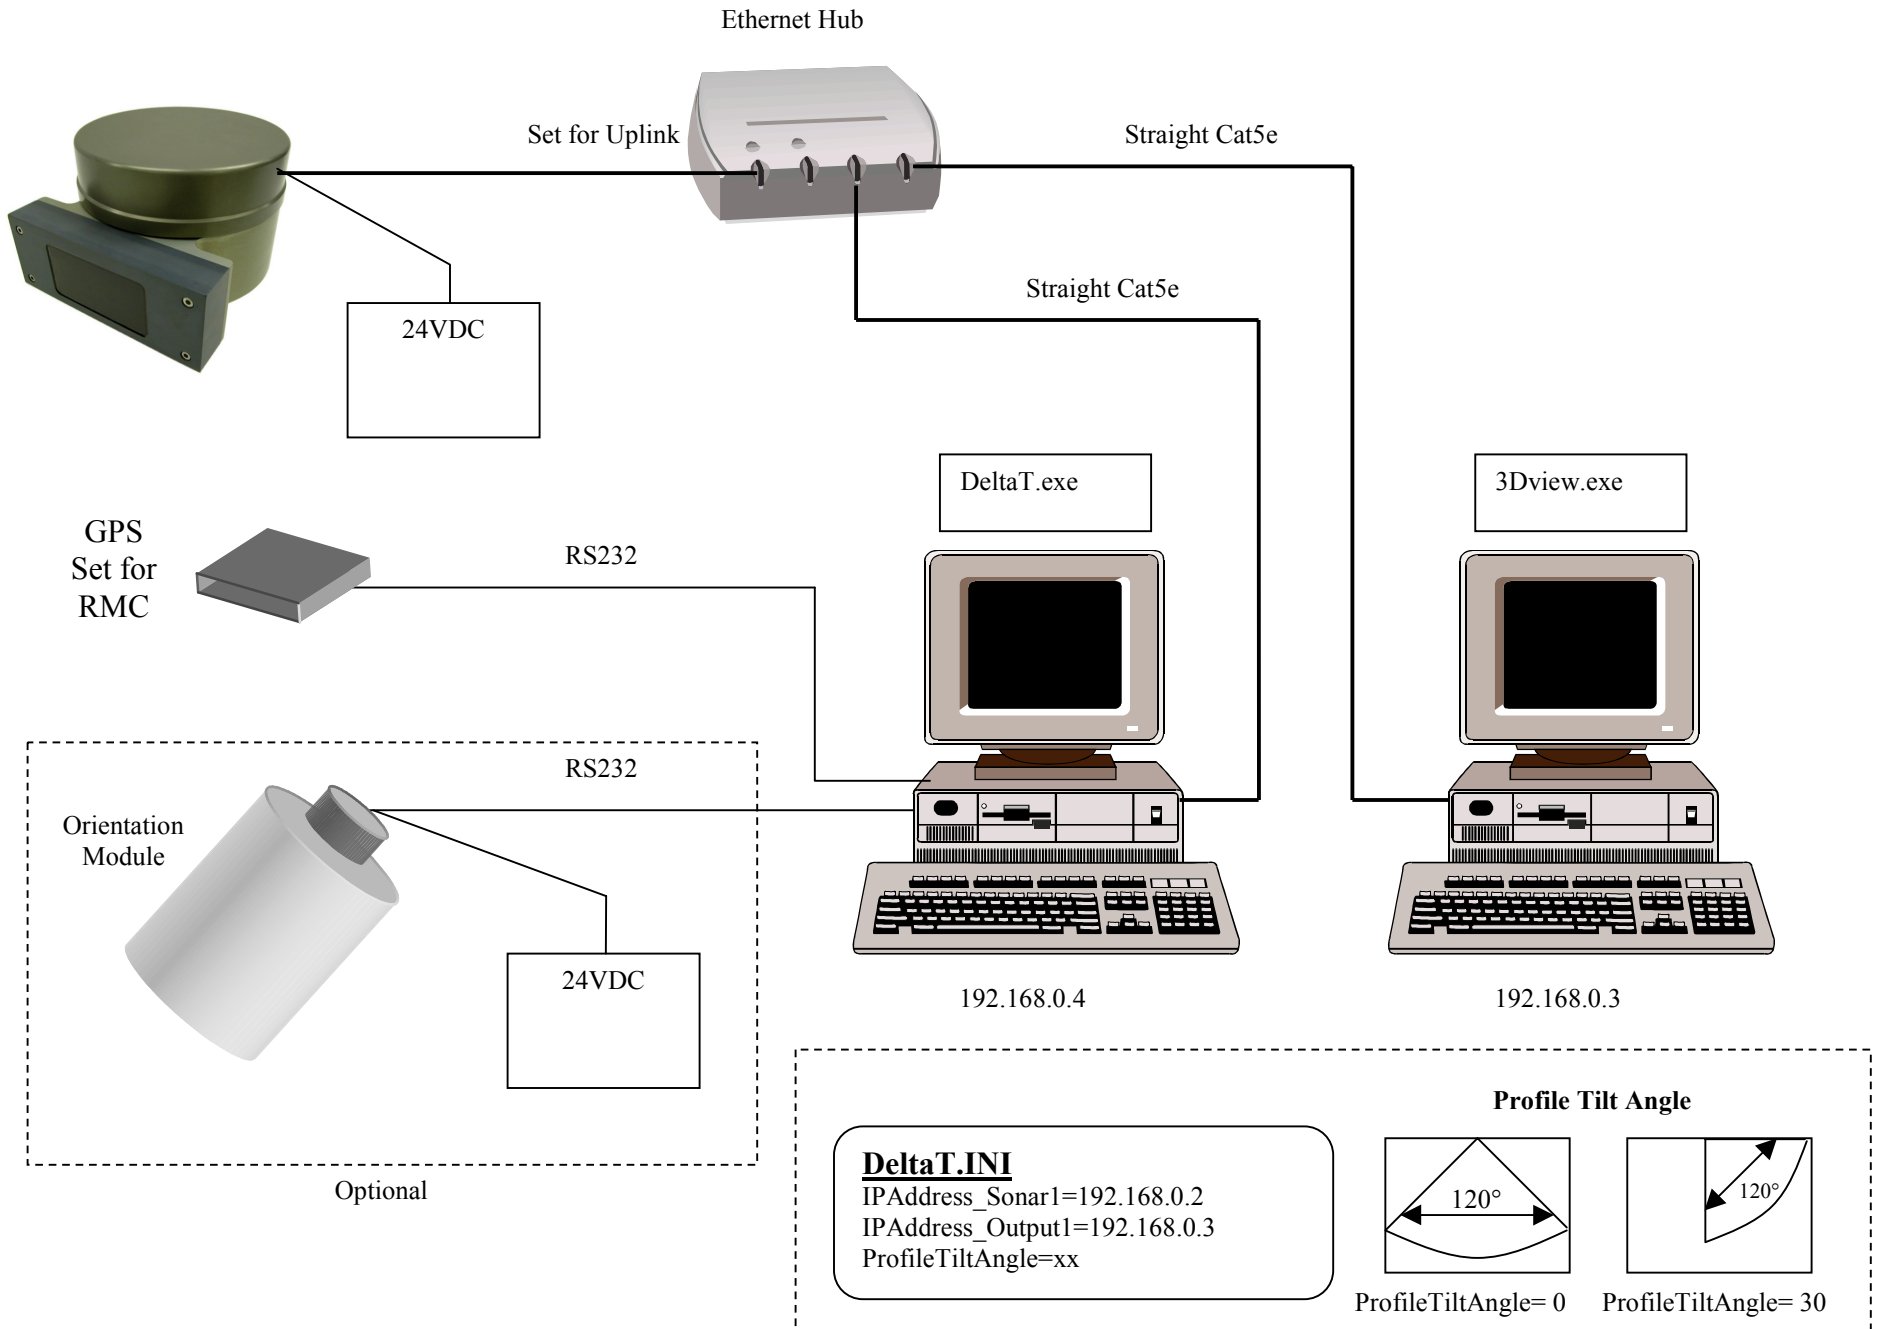 Ethernet Hub
Set for Uplink
Straight Cat5e
Straight Cat5e
24VDC
DeltaT.exe
3Dview.exe
GPS
Set for
RMC
RS232
RS232
Orientation
Module
24VDC
Optional
192.168.0.4
192.168.0.3
Profile Tilt Angle
DeltaT.INI
IPAddress_Sonar1=192.168.0.2
IPAddress_Output1=192.168.0.3
ProfileTiltAngle=xx
120°
120°
ProfileTiltAngle= 0
ProfileTiltAngle= 30